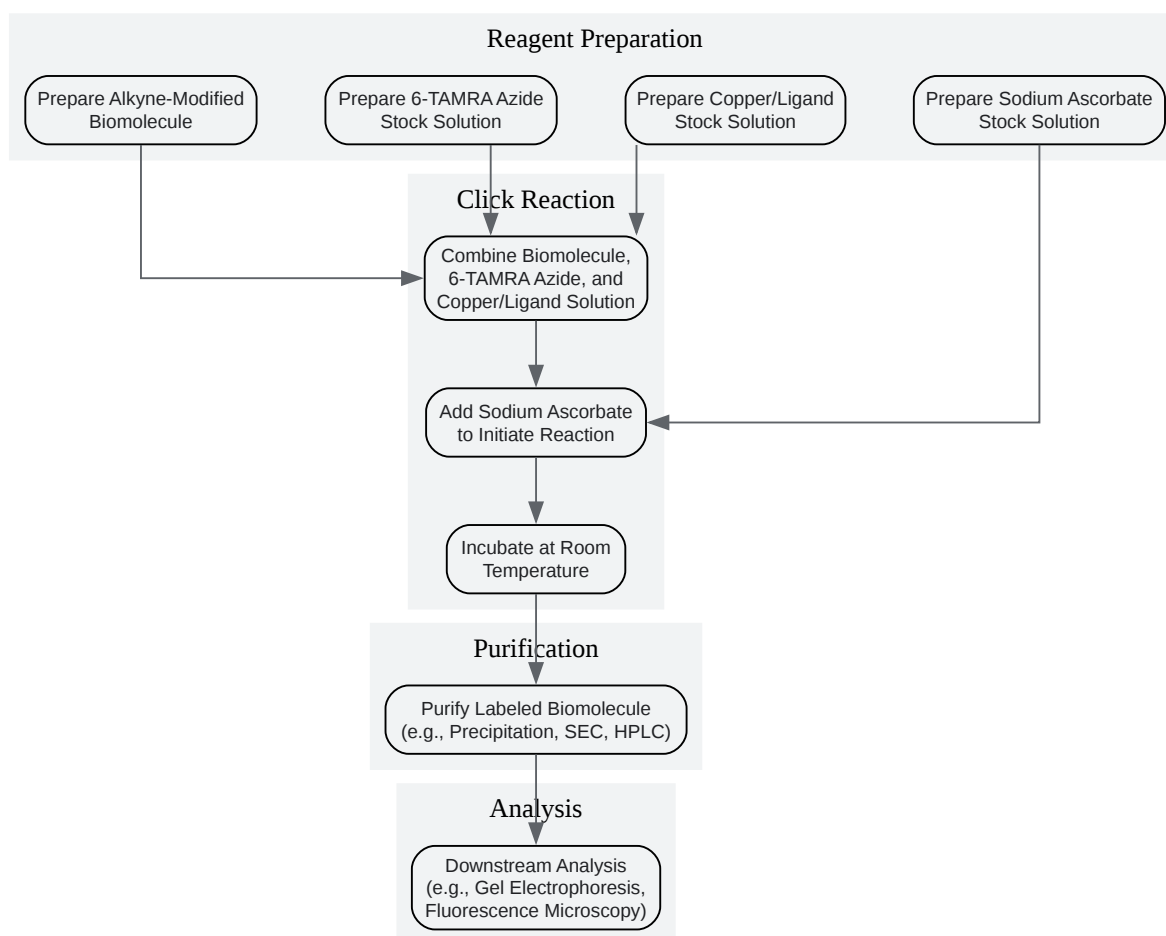 Reagent Preparation
Prepare Alkyne-Modified
Biomolecule
Prepare 6-TAMRA Azide
Stock Solution
Prepare Copper/Ligand
Stock Solution
Prepare Sodium Ascorbate
Stock Solution
Click Reaction
Combine Biomolecule,
6-TAMRA Azide, and
Copper/Ligand Solution
Add Sodium Ascorbate
to Initiate Reaction
Incubate at Room
Temperature
Purification
Purify Labeled Biomolecule
(e.g., Precipitation, SEC, HPLC)
Analysis
Downstream Analysis
(e.g., Gel Electrophoresis,
Fluorescence Microscopy)